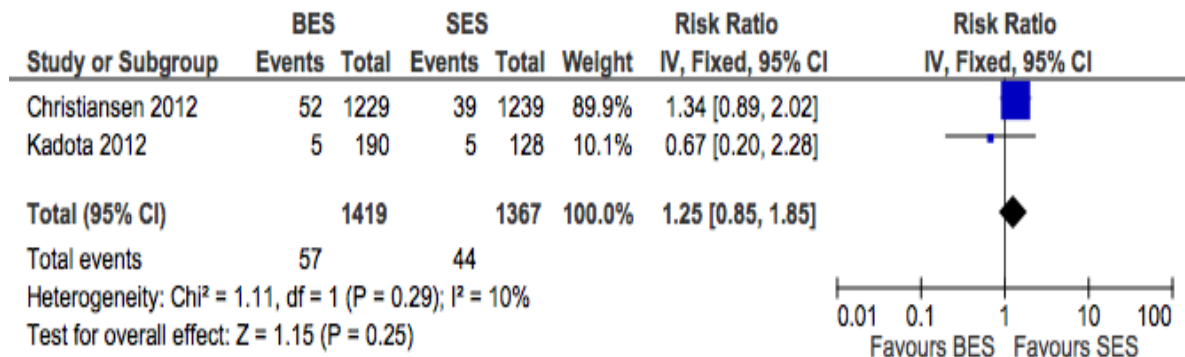 BES SES Risk Ratio Risk Ratio
Study or Subgroup Events Total Events Total Weight IV, Fixed, 95% CI IV, Fixed, 95% CI
Christiansen 2012 52 1229 39 1239 89.9% 1.34 [0.89, 2.02]
Kadota 2012 5 190 5 128 10.1% 0.67 [0.20, 2.28]
Total (95% CI) 1419 1367 100.0% 1.25 [0.85, 1.85]
Total events 57 44
Heterogeneity: Chi² = 1.11, df = 1 (P = 0.29); I² = 10%
Test for overall effect: Z = 1.15 (P = 0.25)
0.01 0.1 1 10 100
Favours BES Favours SES